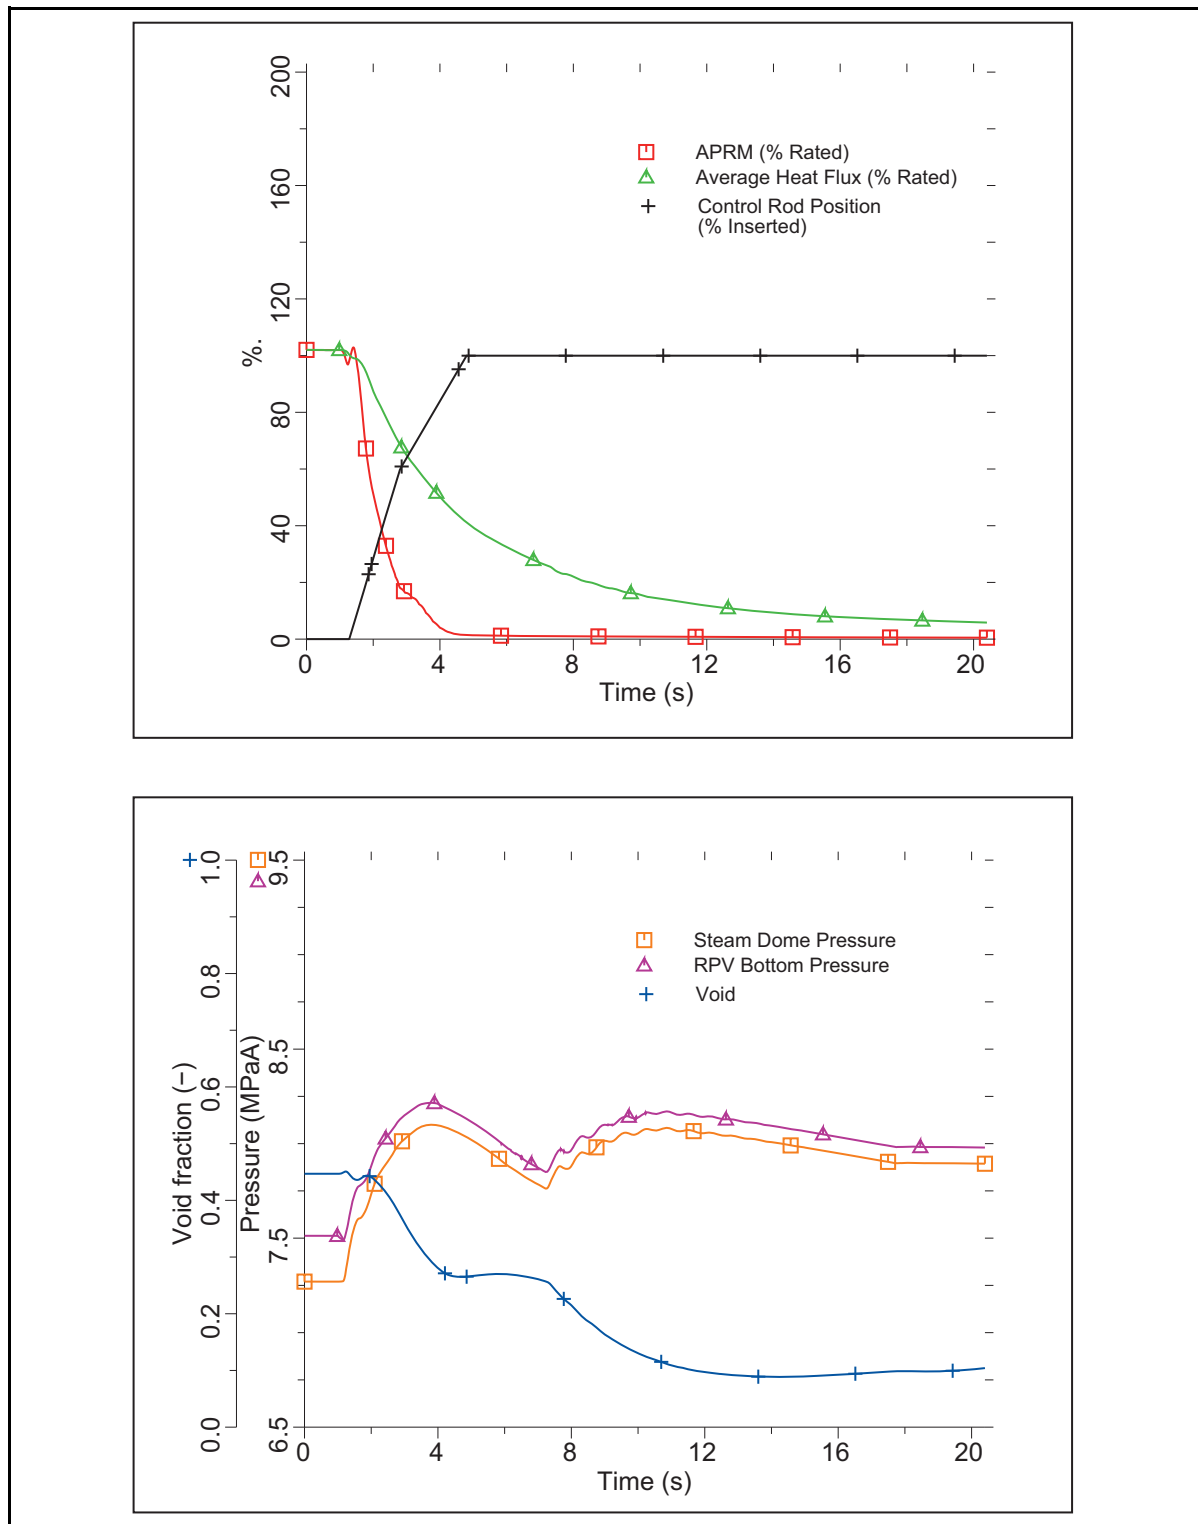 200
160
120
80
40
0
%.
APRM (% Rated)
Average Heat Flux (% Rated)
Control Rod Position
(% Inserted)
0 4 8 12 16 20
Time (s)
1.0
0.8
0.6
0.4
0.2
0.0
Void fraction (−)
9.5
8.5
7.5
6.5
Pressure (MPaA)
Steam Dome Pressure
RPV Bottom Pressure
Void
0 4 8 12 16 20
Time (s)